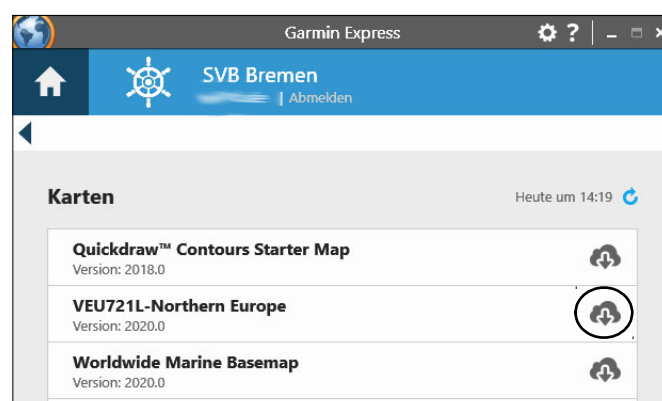 Garmin Express
?
SVB Bremen
| Abmelden
Karten
Heute um 14:19
Quickdraw™ Contours Starter Map
Version: 2018.0
VEU721L-Northern Europe
Version: 2020.0
Worldwide Marine Basemap
Version: 2020.0